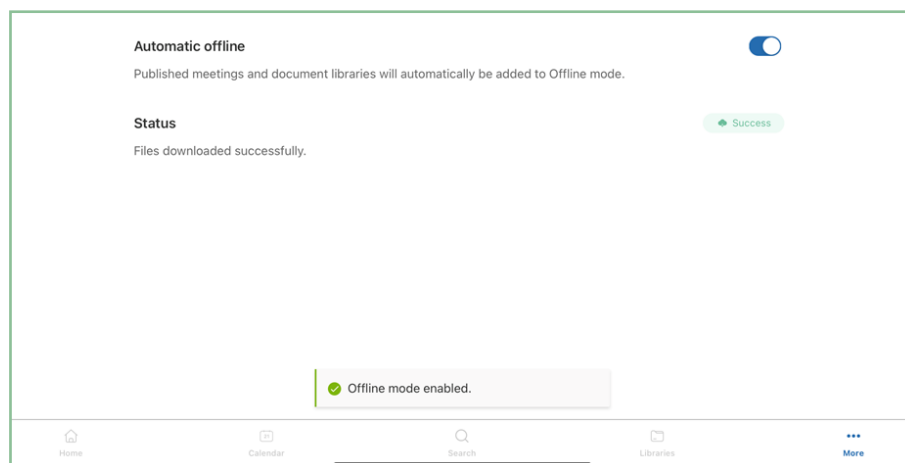 Automatic offline
Published meetings and document libraries will automatically be added to Offline mode.
Status
Success
Files downloaded successfully.
Offline mode enabled.
Home
Calendar
Search
Libraries
More